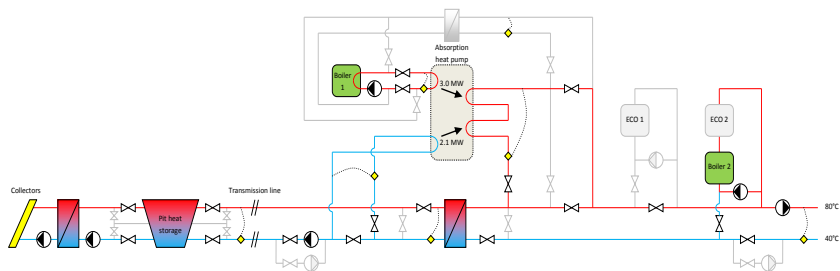 Absorption
heat pump
Boiler
1
3.0 MW
2.1 MW
ECO 1
ECO 2
Boiler 2
Collectors
Pit heat
storage
Transmission line
80°C
40°C